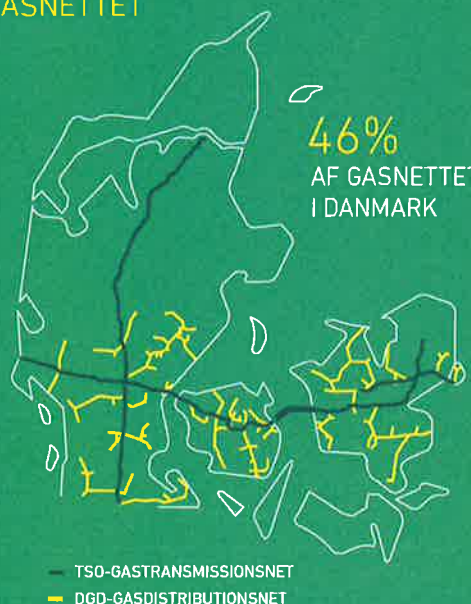 ASNETTET
46%
AF GASNETTET
I DANMARK
TSO-GASTRANSMISSIONSNET
DGD-GASDISTRIBUTIONSNET